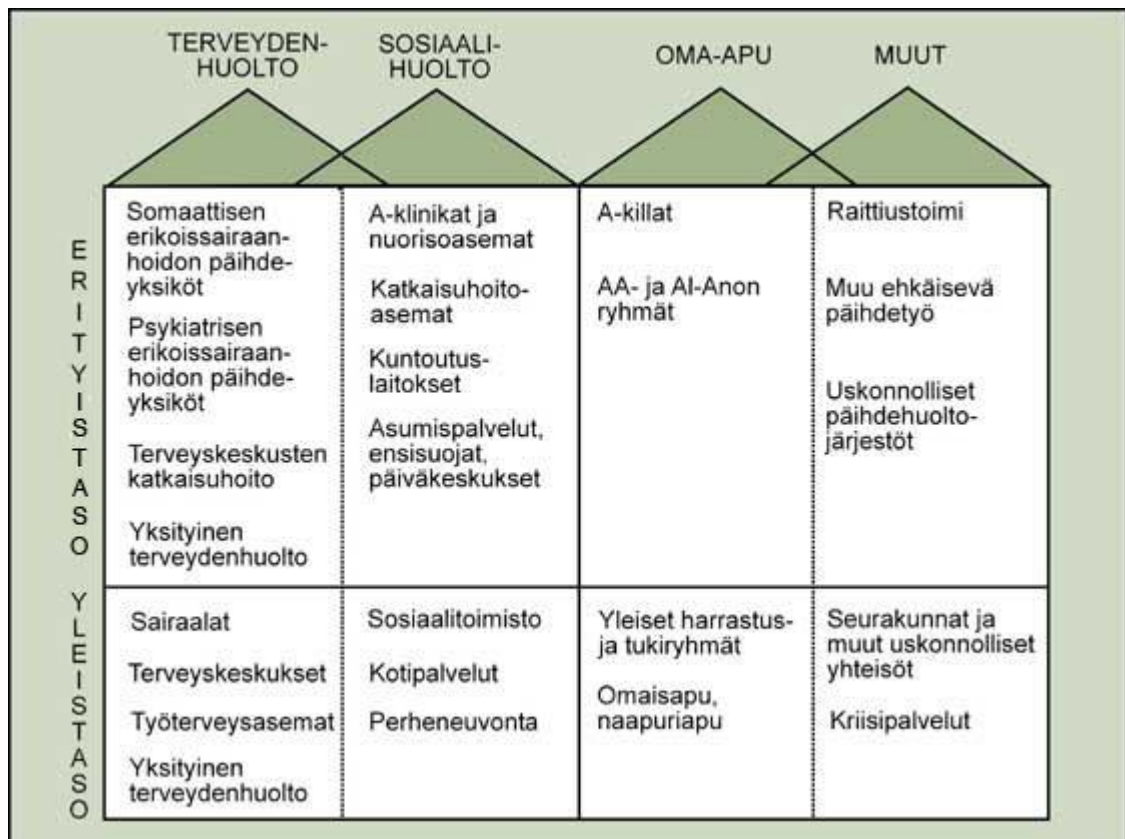 TERVEYDEN-
HUOLTO
SOSIAALI-
HUOLTO
OMA-APU
MUUT
ERITYISTASO
Somaattisen
erikoissairaan-
hoidon päihde-
yksiköt
Psykiatrisen
erikoissairaan-
hoidon päihde-
yksiköt
Terveyskeskusten
katkaisuhoito
Yksityinen
terveydenhuolto
A-klinikat ja
nuorisoasemat
Katkaisuhoito-
asemat
Kuntoutus-
laitokset
Asumispalvelut,
ensisuojat,
päiväkeskukset
A-killat
AA- ja Al-Anon
ryhmät
Raittiustoimi
Muu ehkäisevä
päihdetyö
Uskonnolliset
päihdehuolto-
järjestöt
YLEISTASO
Sairaalat
Terveyskeskukset
Työterveysasemat
Yksityinen
terveydenhuolto
Sosiaalitoimisto
Kotipalvelut
Perheneuvonta
Yleiset harrastus-
ja tukiryhmät
Omaisapu,
naapuriapu
Seurakunnat ja
muut uskonnolliset
yhteisöt
Kriisipalvelut